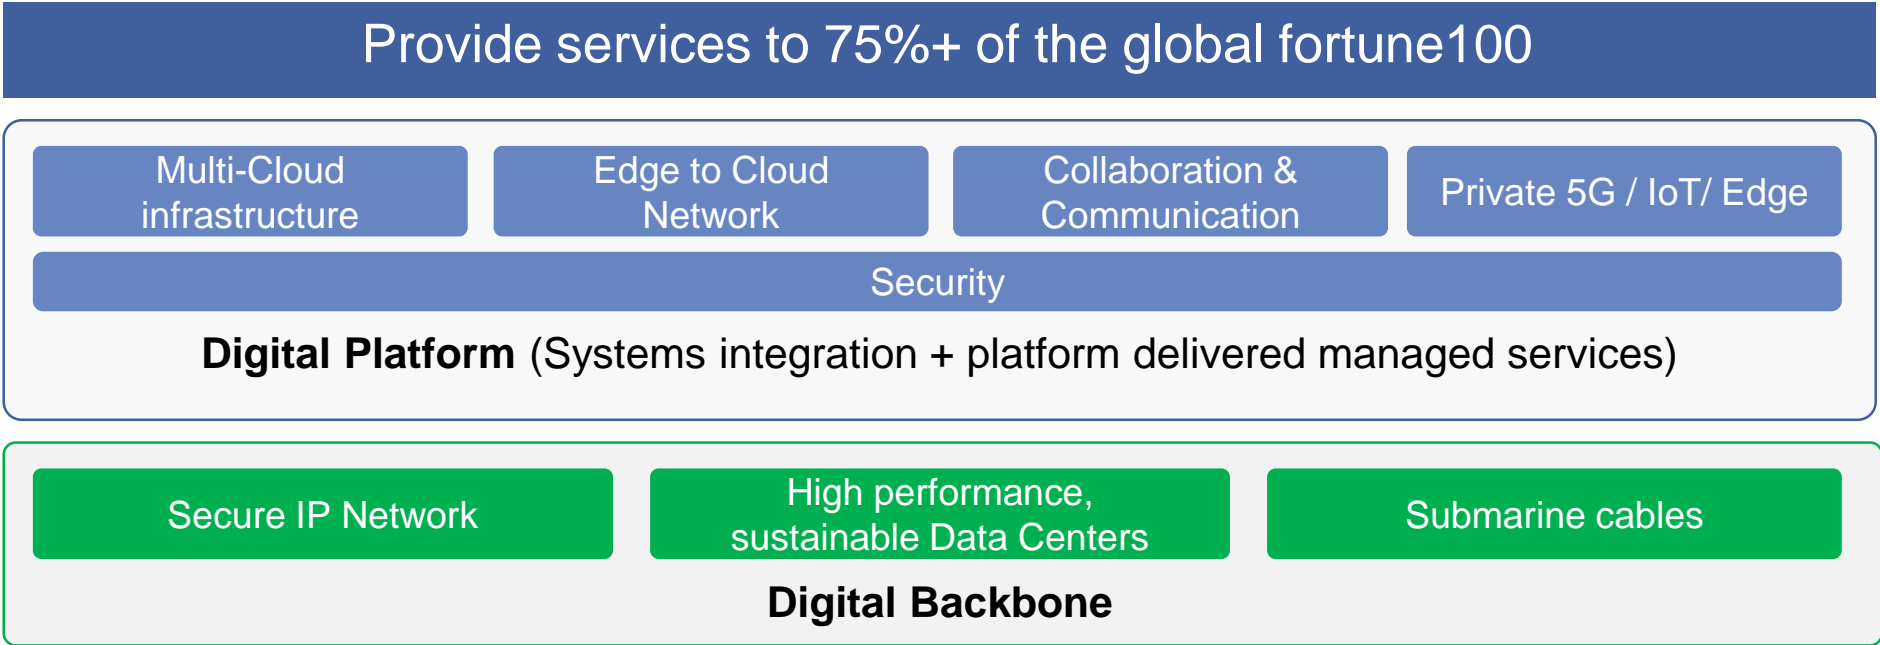 Provide services to 75%+ of the global fortune100
Multi-Cloud
infrastructure
Edge to Cloud
Network
Collaboration &
Communication
Private 5G / IoT/ Edge
Security
Digital Platform (Systems integration + platform delivered managed services)
Secure IP Network
High performance,
sustainable Data Centers
Submarine cables
Digital Backbone